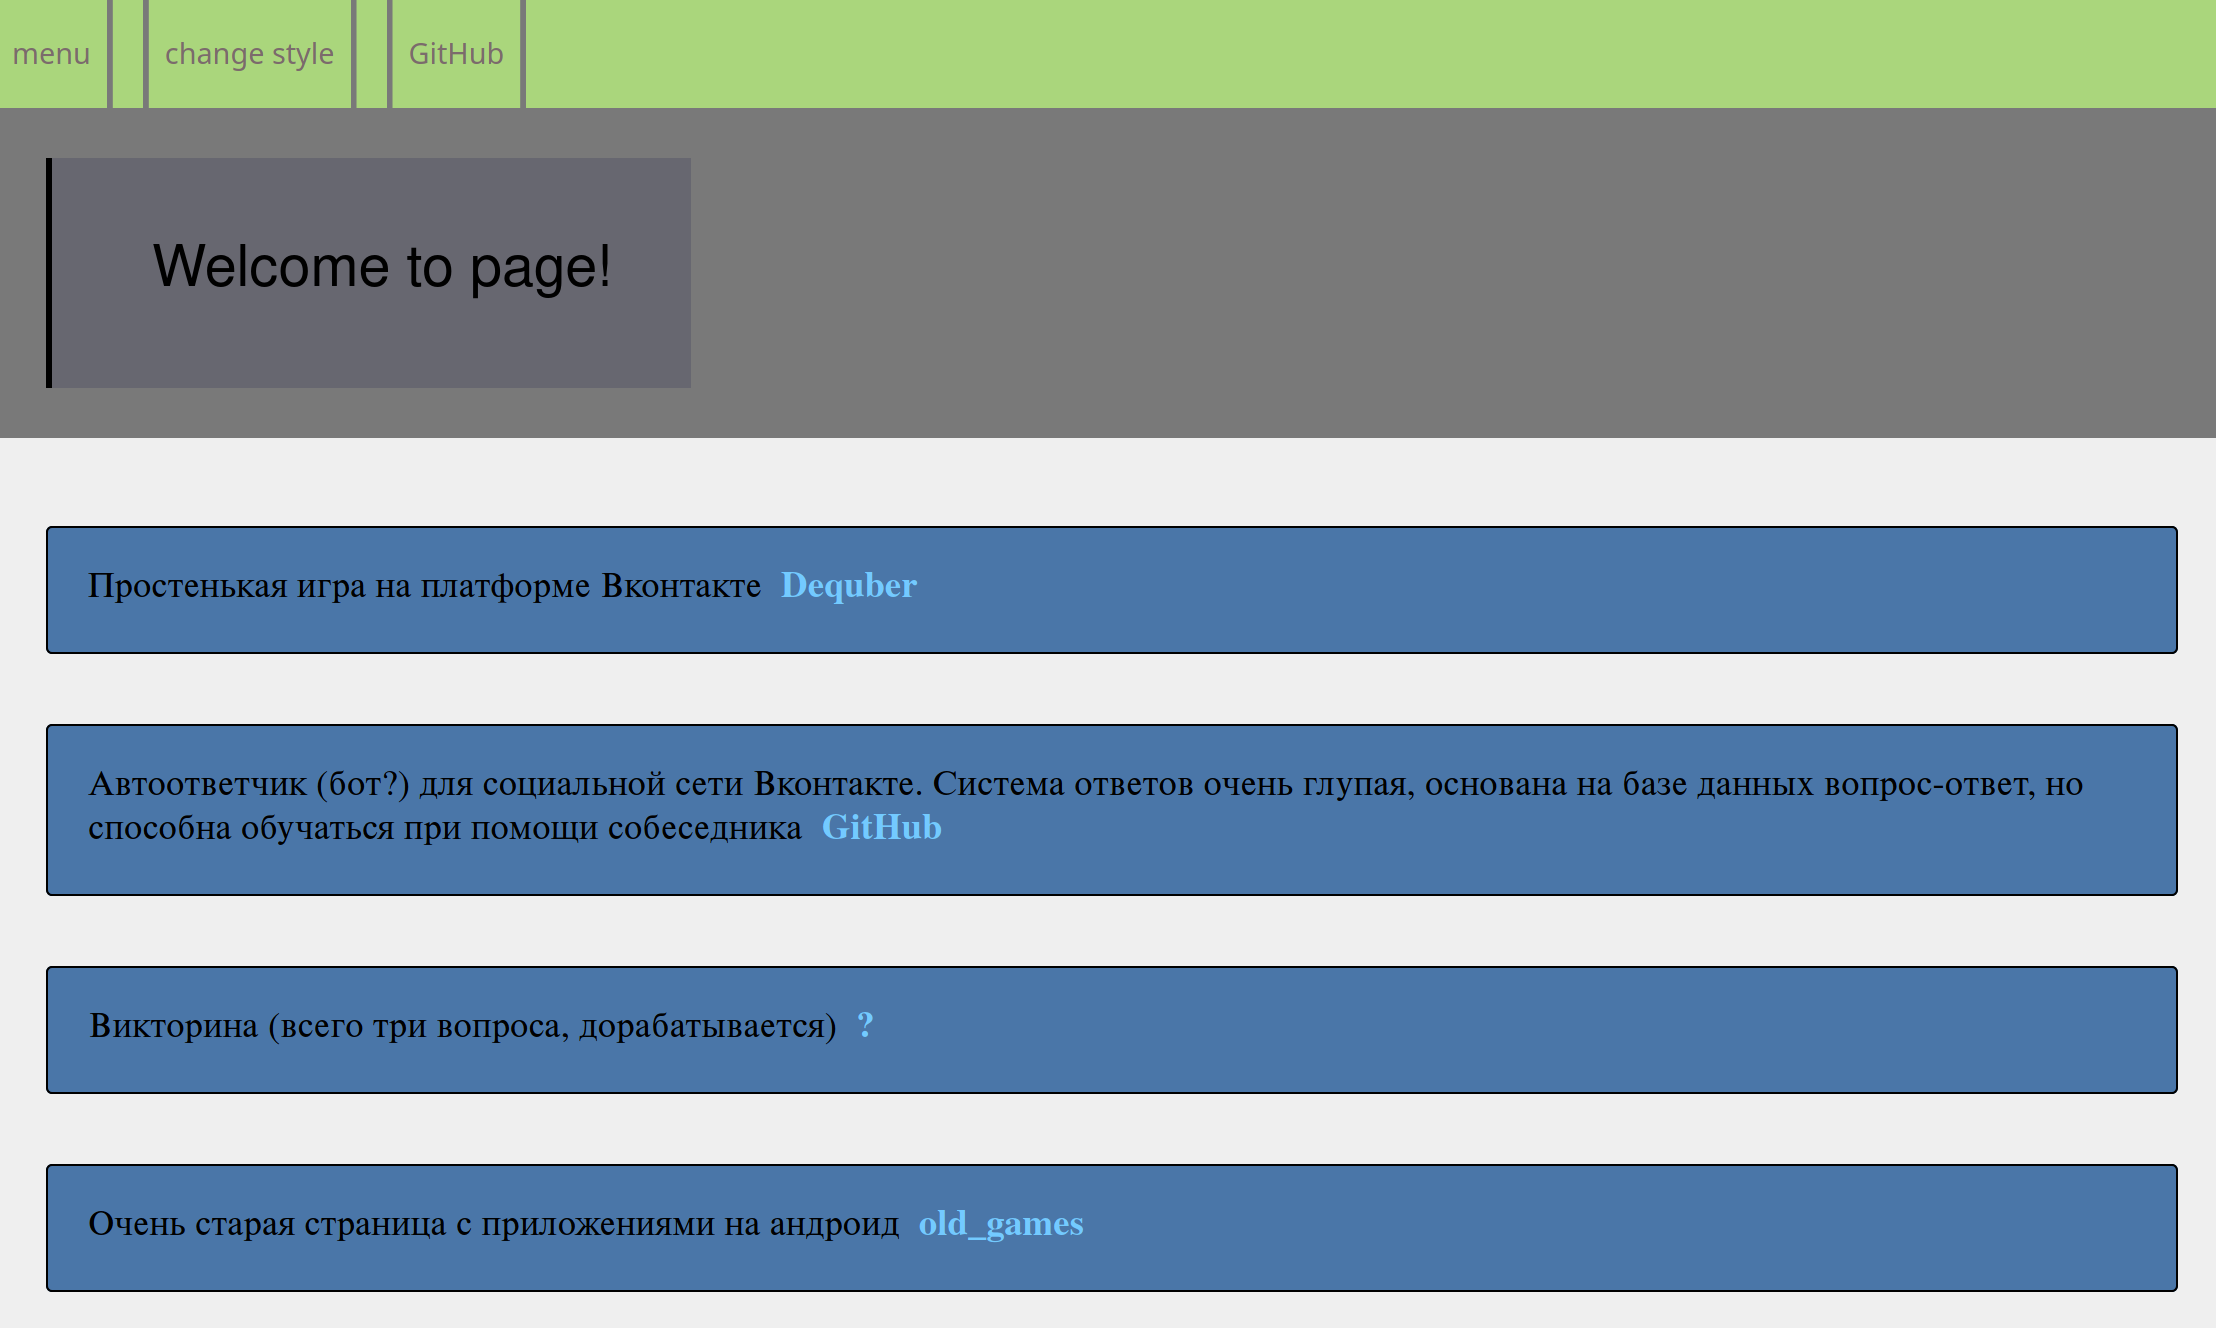 menu change style GitHub
Welcome to page!
Простенькая игра на платформе Вконтакте Dequber
Автоответчик (бот?) для социальной сети Вконтакте. Система ответов очень глупая, основана на базе данных вопрос-ответ, но
способна обучаться при помощи собеседника GitHub
Викторина (всего три вопроса, дорабатывается) ?
Очень старая страница с приложениями на андроид old_games